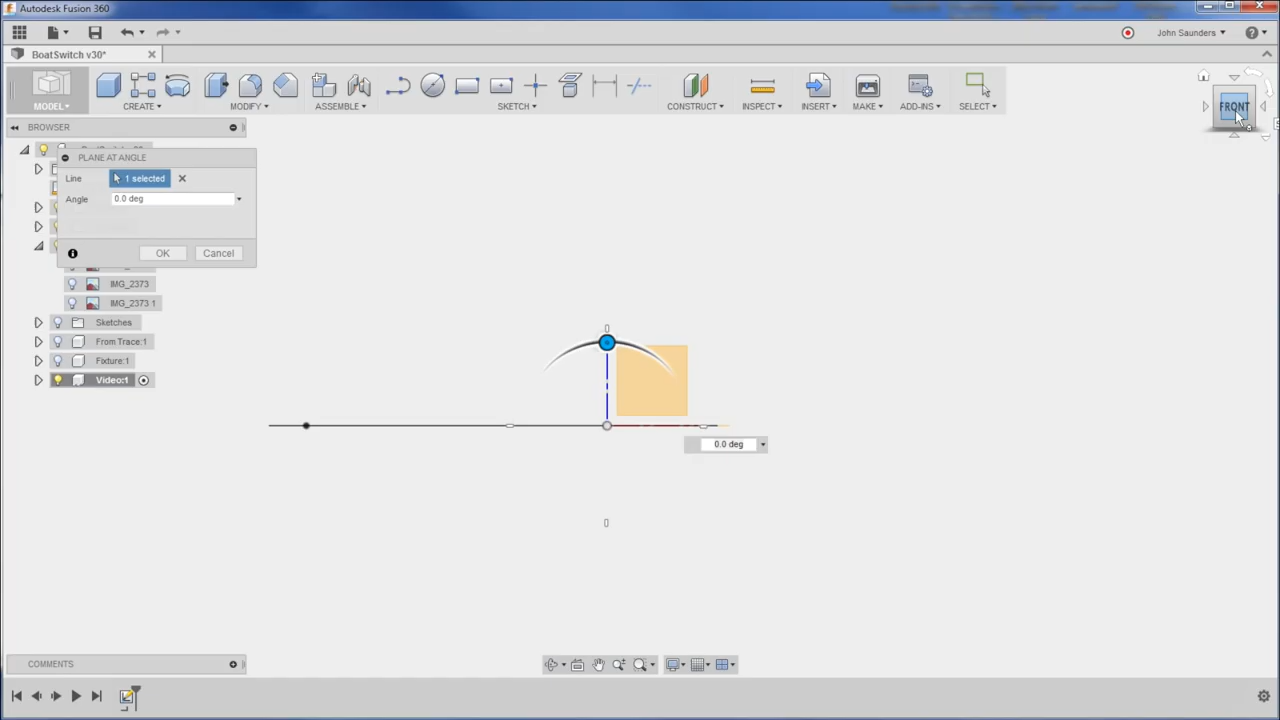 Autodesk Fusion 360
John Saunders
BoatSwitch v30*
MODEL
CREATE
MODIFY
ASSEMBLE
SKETCH
CONSTRUCT
INSPECT
INSERT
MAKE
ADD-INS
SELECT
FRONT
BROWSER
PLANE AT ANGLE
Line
1 selected
Angle
0.0 deg
OK
Cancel
IMG_2373
IMG_2373 1
Sketches
From Trace:1
Fixture:1
Video:1
0.0 deg
COMMENTS